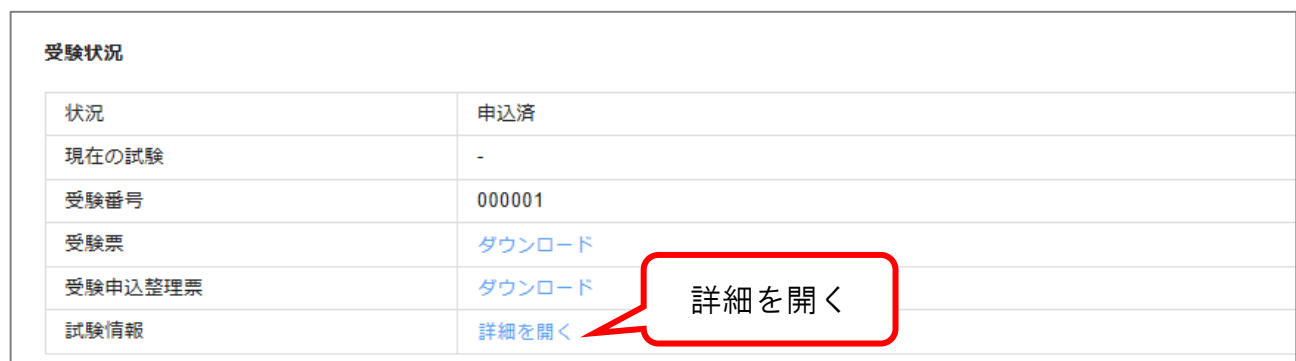 受験状況
状況 申込済
現在の試験 -
受験番号 000001
受験票 ダウンロード
受験申込整理票 ダウンロード
試験情報 詳細を開く
詳細を開く